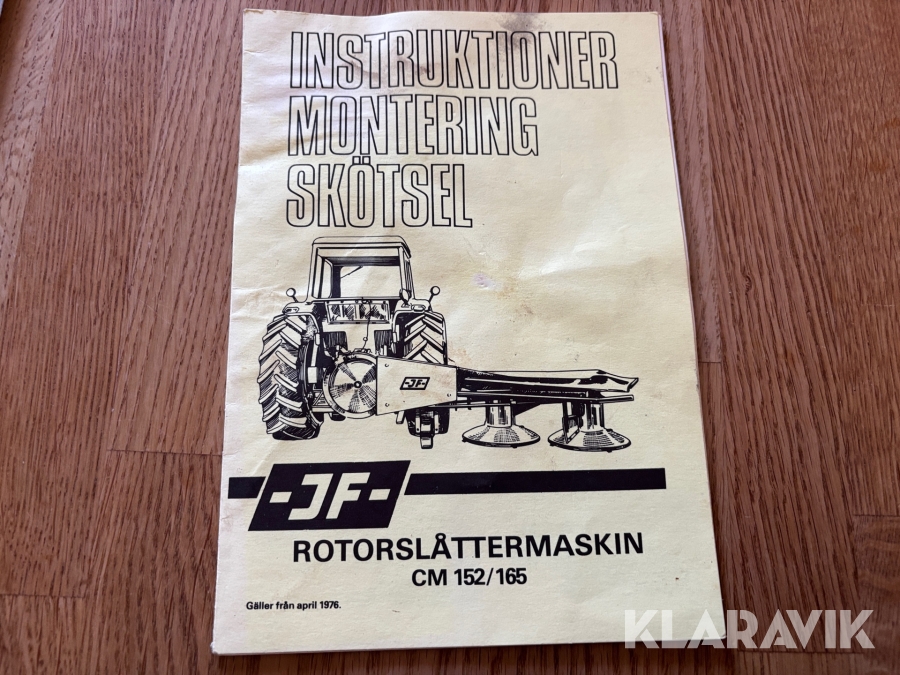 INSTRUKTIONER
MONTERING
SKÖTSEL
-JF-
-JF-
ROTORSLÅTTERMASKIN
CM 152/165
Gäller från april 1976.
KLARAVIK